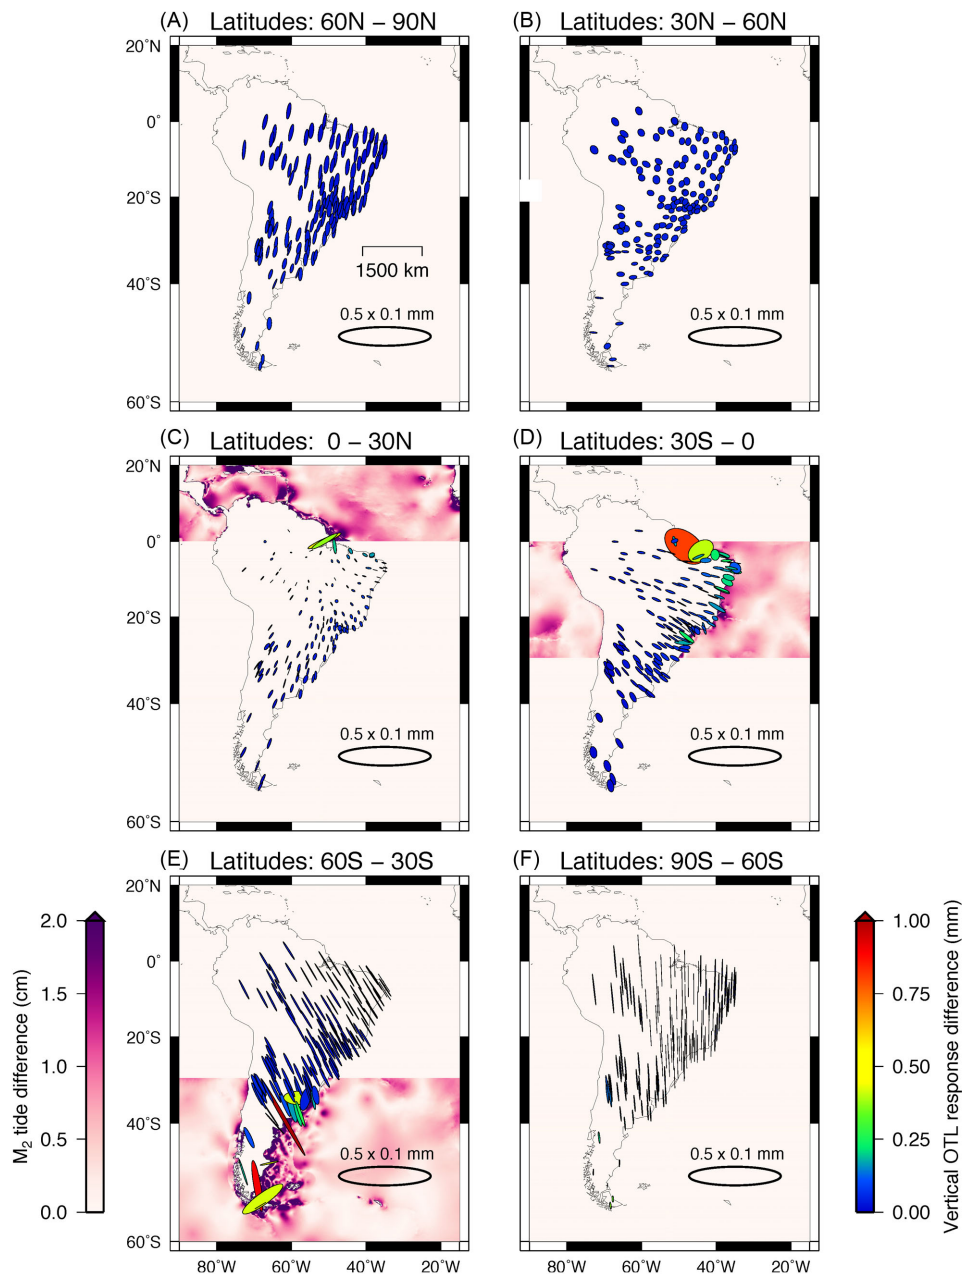 (A) Latitudes: 60N – 90N
(B) Latitudes: 30N – 60N
20˚N
0˚
20˚S
40˚S
60˚S
1500 km
0.5 x 0.1 mm
0.5 x 0.1 mm
(C) Latitudes: 0 – 30N
(D) Latitudes: 30S – 0
20˚N
0˚
20˚S
40˚S
60˚S
0.5 x 0.1 mm
0.5 x 0.1 mm
(E) Latitudes: 60S – 30S
(F) Latitudes: 90S – 60S
20˚N
0˚
20˚S
40˚S
60˚S
0.5 x 0.1 mm
0.5 x 0.1 mm
80˚W 60˚W 40˚W 20˚W
80˚W 60˚W 40˚W 20˚W
M2 tide difference (cm)
2.0
1.5
1.0
0.5
0.0
1.00
0.75
0.50
0.25
0.00
Vertical OTL response difference (mm)